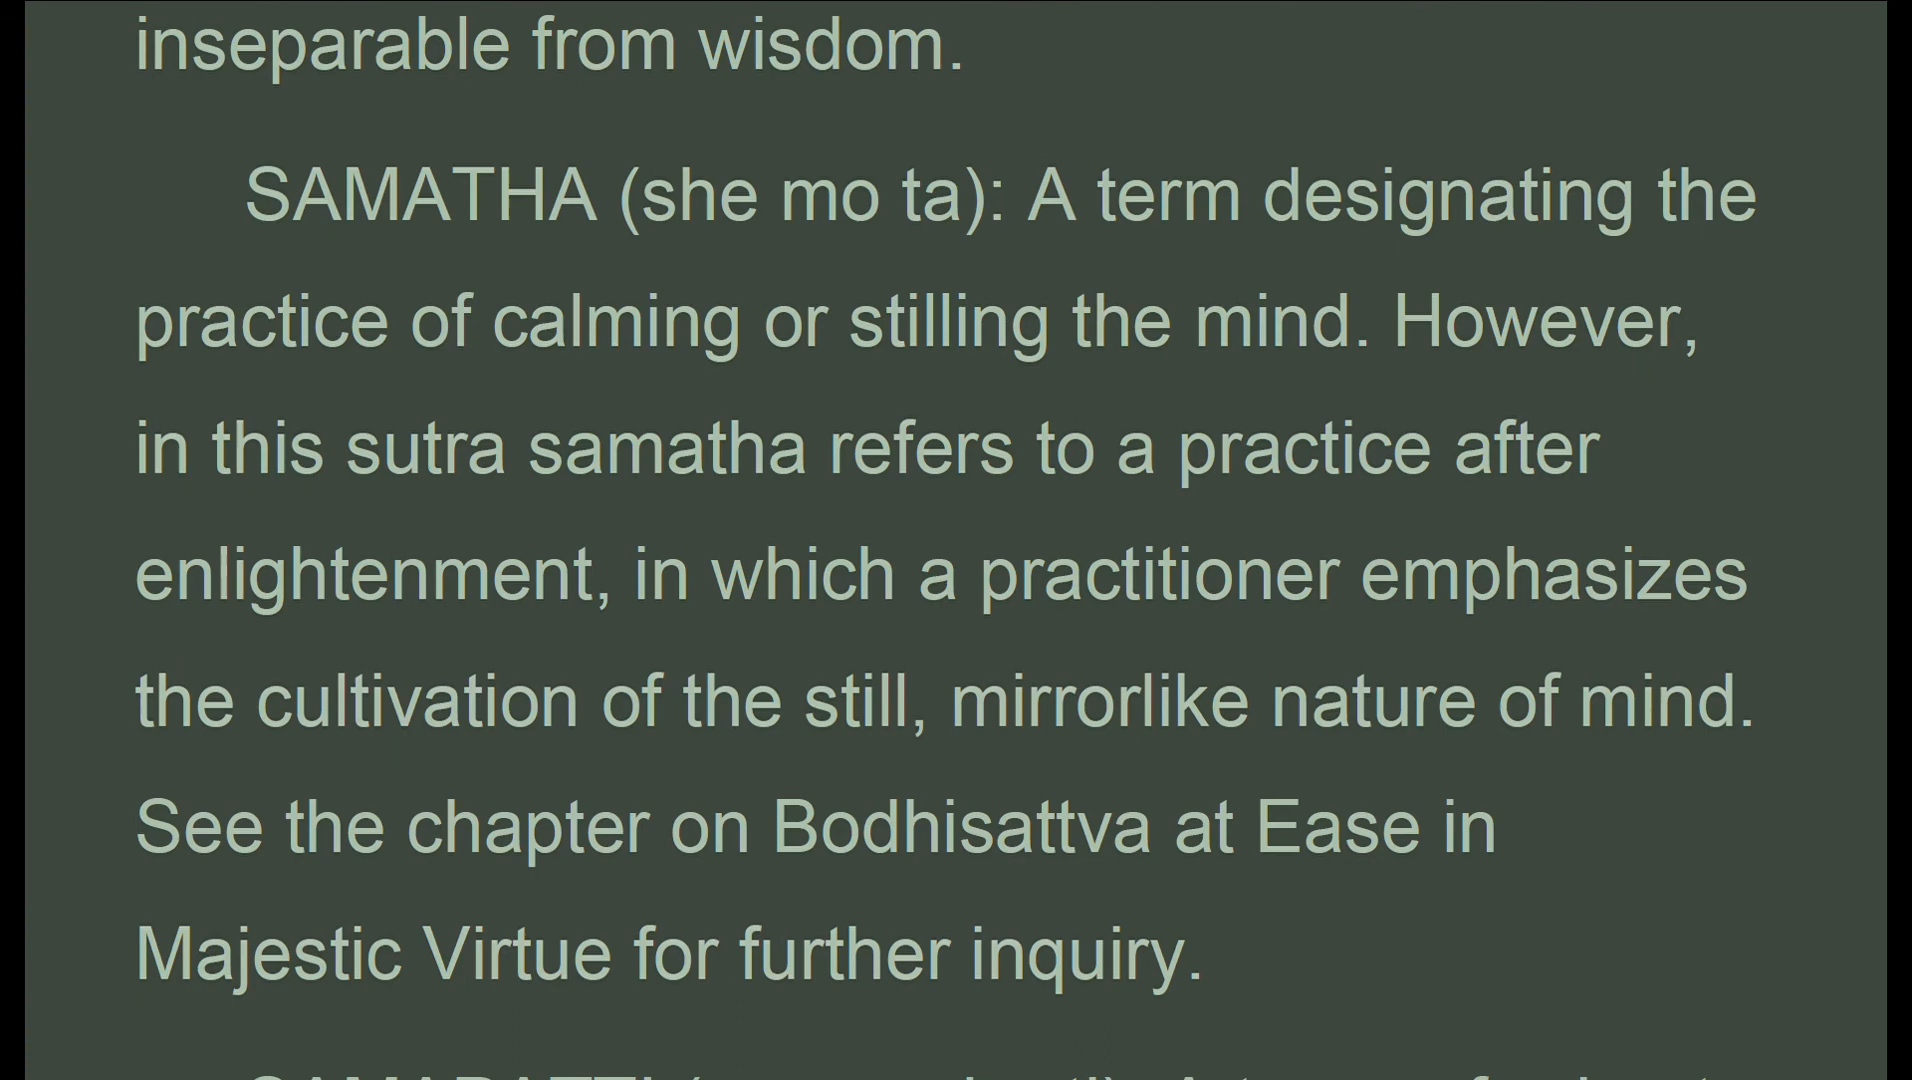 inseparable from wisdom.
SAMATHA (she mo ta): A term designating the
practice of calming or stilling the mind. However,
in this sutra samatha refers to a practice after
enlightenment, in which a practitioner emphasizes
the cultivation of the still, mirrorlike nature of mind.
See the chapter on Bodhisattva at Ease in
Majestic Virtue for further inquiry.